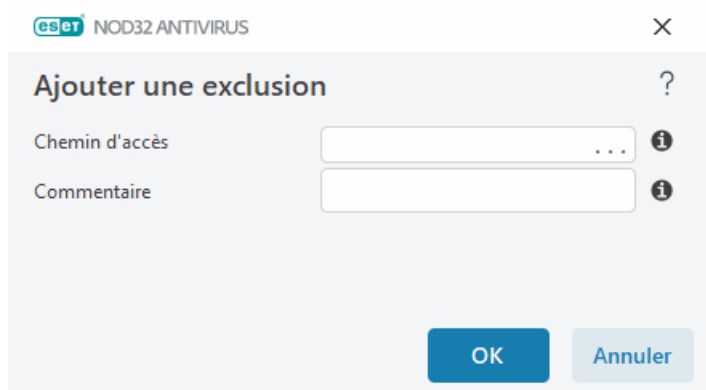 eset NOD32 ANTIVIRUS
Ajouter une exclusion ?
Chemin d'accès ...
Commentaire
OK Annuler